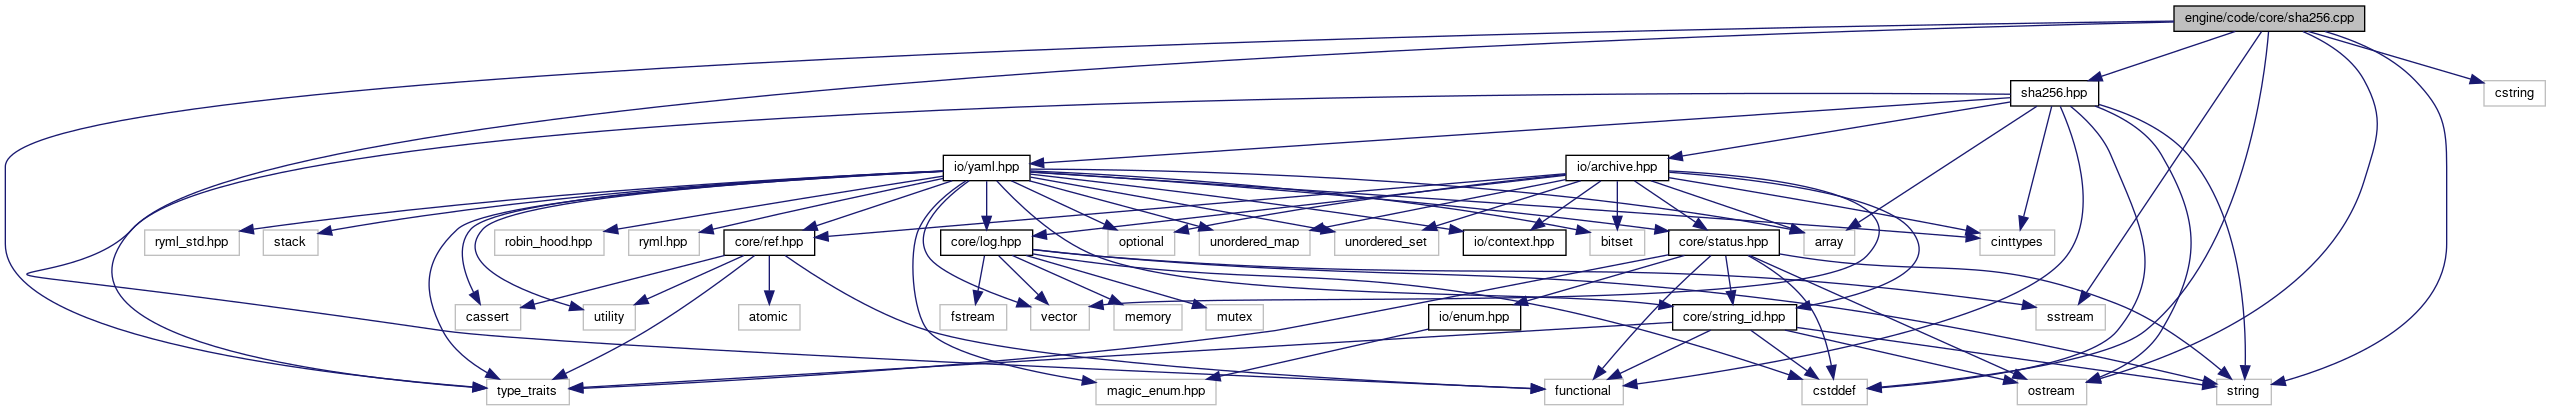 engine/code/core/sha256.cpp
sha256.hpp
cstring
io/yaml.hpp
io/archive.hpp
ryml_std.hpp
stack
robin_hood.hpp
ryml.hpp
core/ref.hpp
core/log.hpp
optional
unordered_map
unordered_set
io/context.hpp
bitset
core/status.hpp
array
cinttypes
cassert
utility
atomic
fstream
vector
memory
mutex
io/enum.hpp
core/string_id.hpp
sstream
type_traits
magic_enum.hpp
functional
cstddef
ostream
string